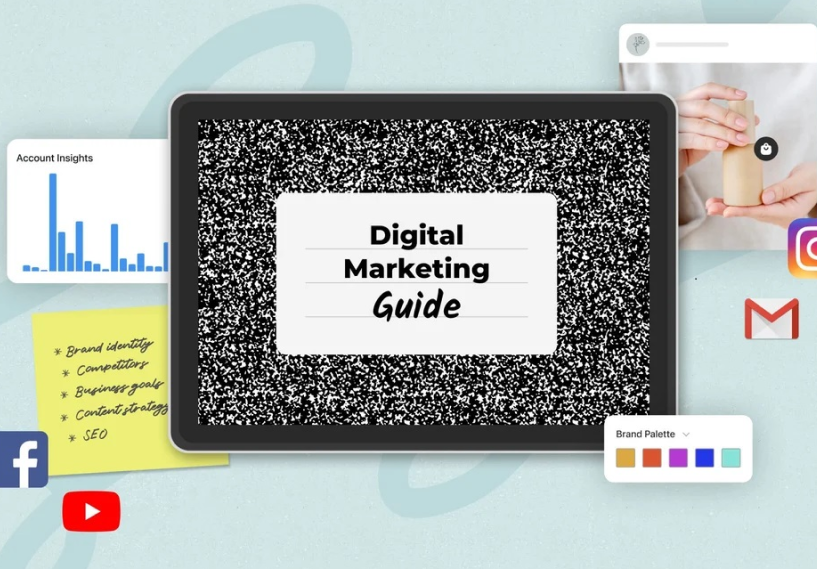 Account Insights
Digital
Marketing
Guide
* Brand identity
* Competitors
* Business goals
* Content strategy
* SEO
Brand Palette